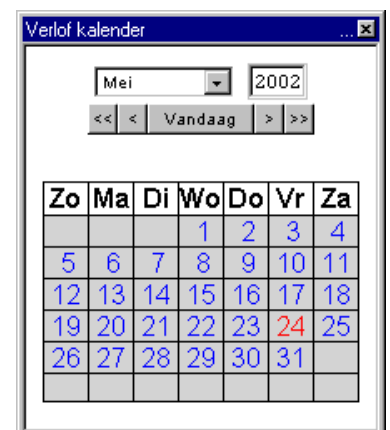 Verlof kalender ...
Mei 2002
<< < Vandaag > >>
Zo Ma Di Wo Do Vr Za
1 2 3 4
5 6 7 8 9 10 11
12 13 14 15 16 17 18
19 20 21 22 23 24 25
26 27 28 29 30 31